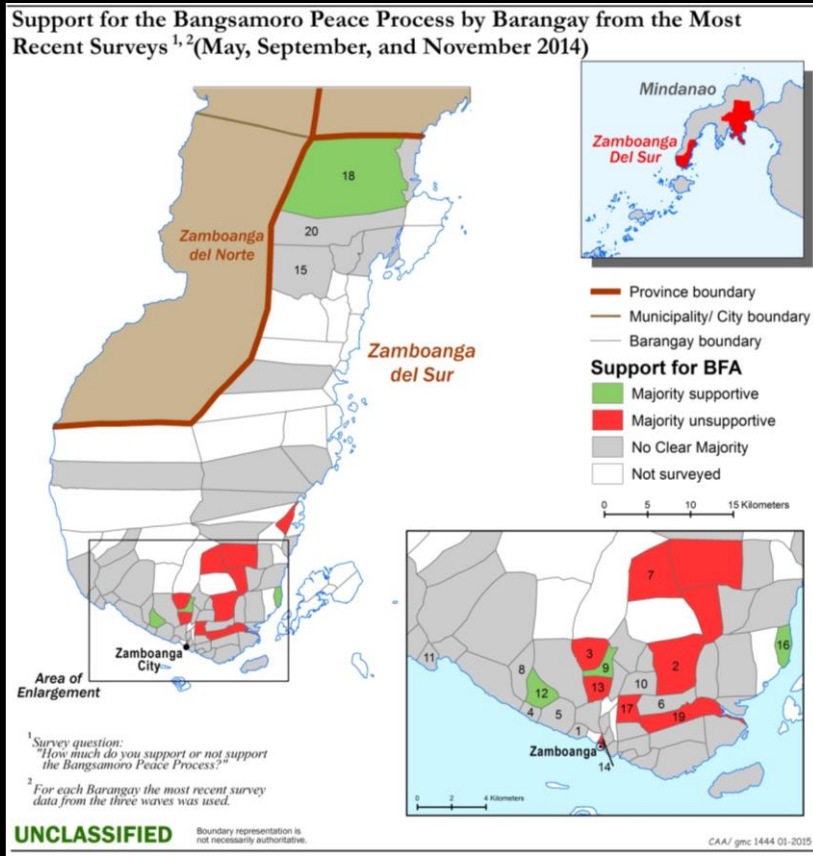 Support for the Bangsamoro Peace Process by Barangay from the Most
Recent Surveys 1, 2(May, September, and November 2014)
Mindanao
Zamboanga
Del Sur
18
20
15
Zamboanga
del Norte
Zamboanga
del Sur
Province boundary
Municipality/ City boundary
Barangay boundary
Support for BFA
Majority supportive
Majority unsupportive
No Clear Majority
Not surveyed
0 5 10 15 Kilometers
Zamboanga
City
Area of
Enlargement
7
3
9
2
16
11
8
12
13
10
4
5
17
6
19
1
Zamboanga
14
0 2 4 Kilometers
1 Survey question:
"How much do you support or not support
the Bangsamoro Peace Process?"
2 For each Barangay the most recent survey
data from the three waves was used.
UNCLASSIFIED
Boundary representation is
not necessarily authoritative.
CAA/ gmc 1444 01-2015